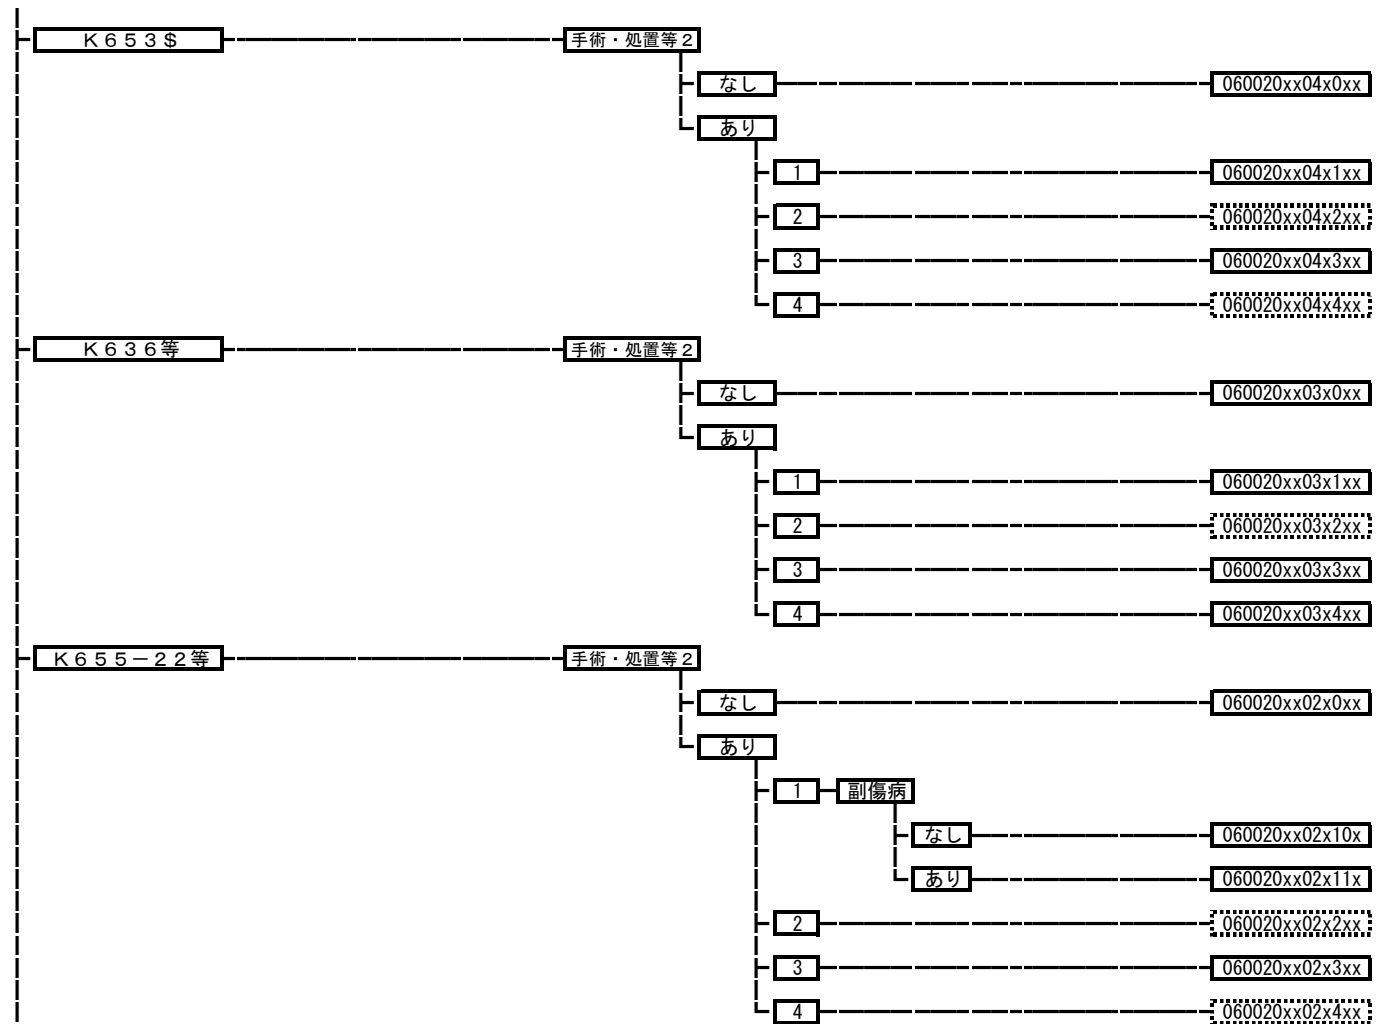 Ｋ６５３＄ 手術・処置等２
なし 060020xx04x0xx
あり
1 060020xx04x1xx
2 060020xx04x2xx
3 060020xx04x3xx
4 060020xx04x4xx
Ｋ６３６等 手術・処置等２
なし 060020xx03x0xx
あり
1 060020xx03x1xx
2 060020xx03x2xx
3 060020xx03x3xx
4 060020xx03x4xx
Ｋ６５５－２２等 手術・処置等２
なし 060020xx02x0xx
あり
1 副傷病
なし 060020xx02x10x
あり 060020xx02x11x
2 060020xx02x2xx
3 060020xx02x3xx
4 060020xx02x4xx